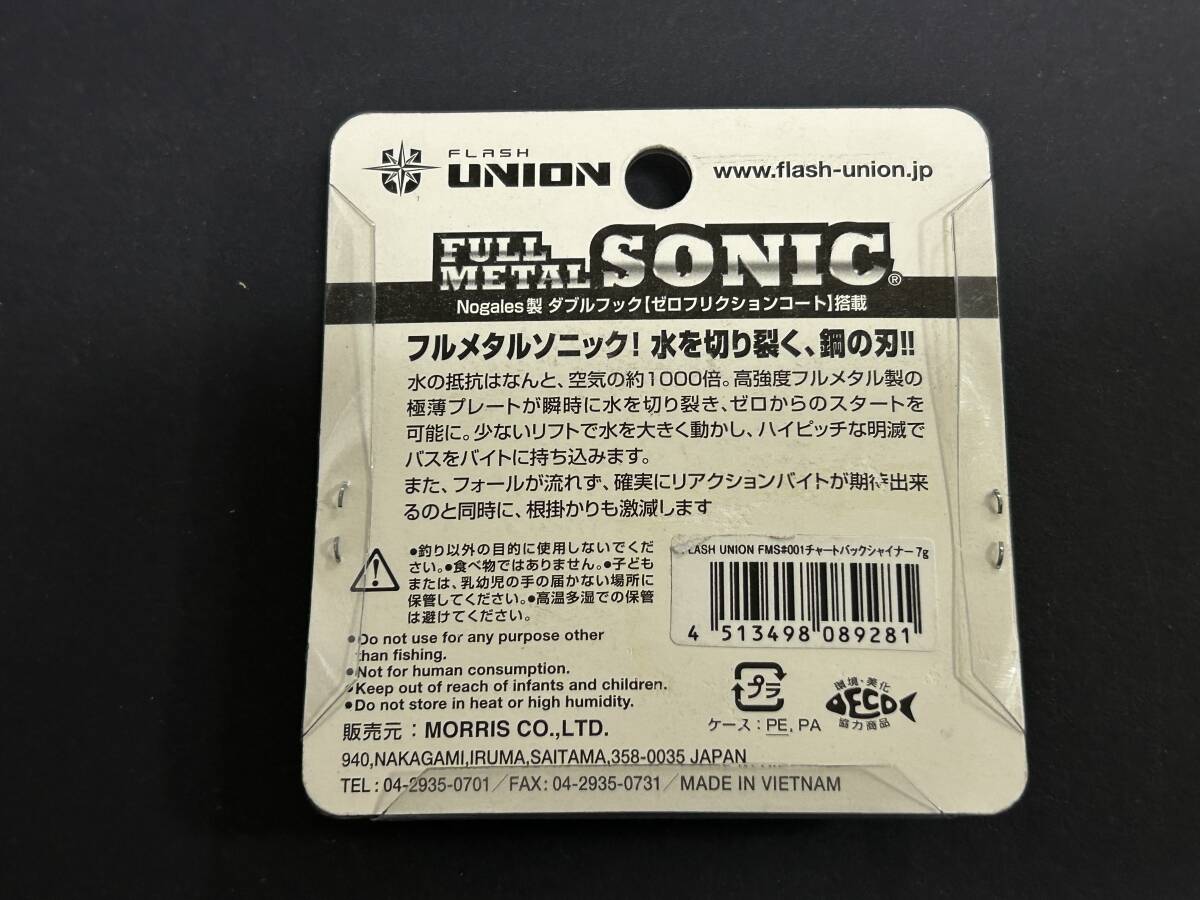 FLASH
UNION
www.flash-union.jp
FULL
METAL SONIC®
Nogales製 ダブルフック【ゼロフリクションコート】搭載
フルメタルソニック! 水を切り裂く、鋼の刃!!
水の抵抗はなんと、空気の約1000倍。高強度フルメタル製の
極薄プレートが瞬時に水を切り裂き、ゼロからのスタートを
可能に。少ないリフトで水を大きく動かし、ハイピッチな明滅で
バスをバイトに持ち込みます。
また、フォールが流れず、確実にリアクションバイトが期待出来
るのと同時に、根掛かりも激減します
●釣り以外の目的に使用しないでくだ
さい。●食べ物ではありません。●子ども
または、乳幼児の手の届かない場所に
保管してください。●高温多湿での保管
は避けてください。
●Do not use for any purpose other
than fishing.
●Not for human consumption.
●Keep out of reach of infants and children.
●Do not store in heat or high humidity.
FLASH UNION FMS#001チャートバックシャイナー 7g
4 513498 089281
プラ
ケース：PE, PA
環境・美化
ECO
協力商品
販売元：MORRIS CO.,LTD.
940,NAKAGAMI,IRUMA,SAITAMA,358-0035 JAPAN
TEL：04-2935-0701／FAX：04-2935-0731／MADE IN VIETNAM